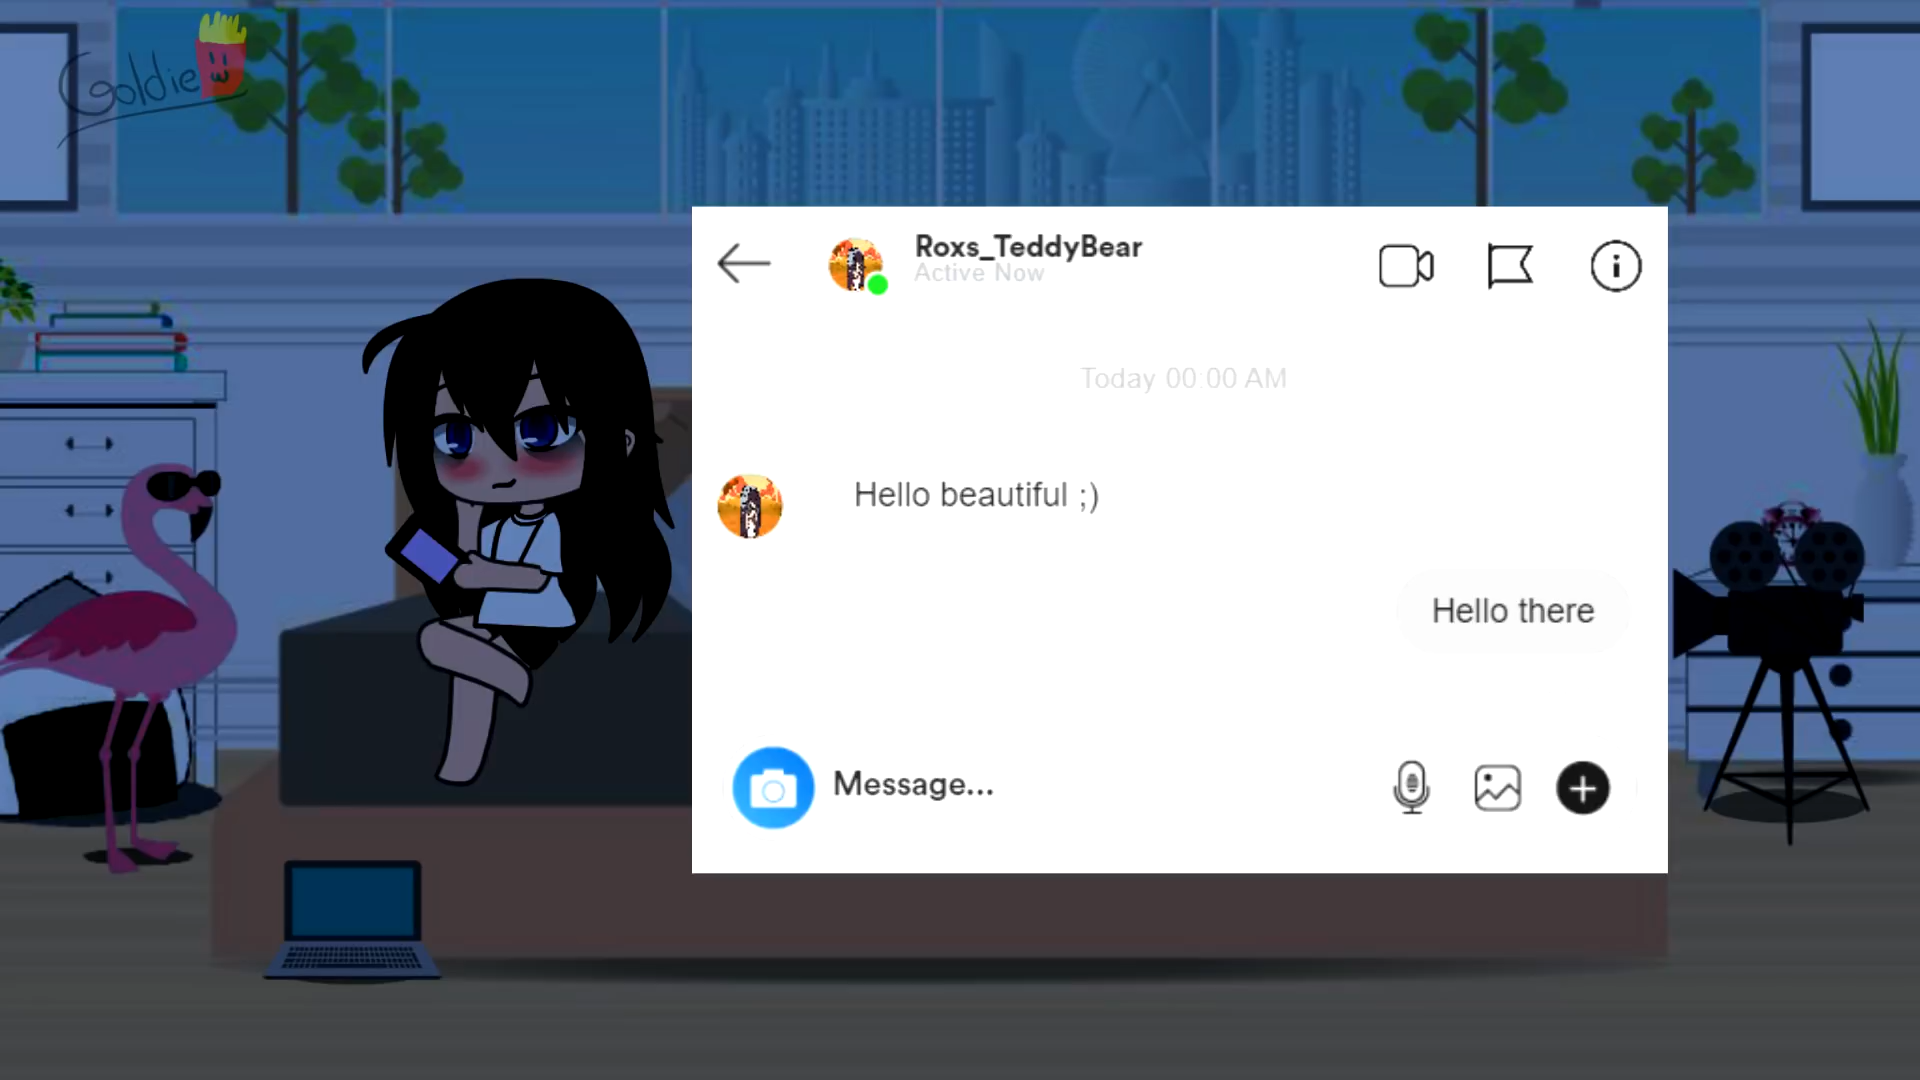 Goldie
Roxs_TeddyBear
Active Now
Today 00:00 AM
Hello beautiful ;)
Hello there
Message...